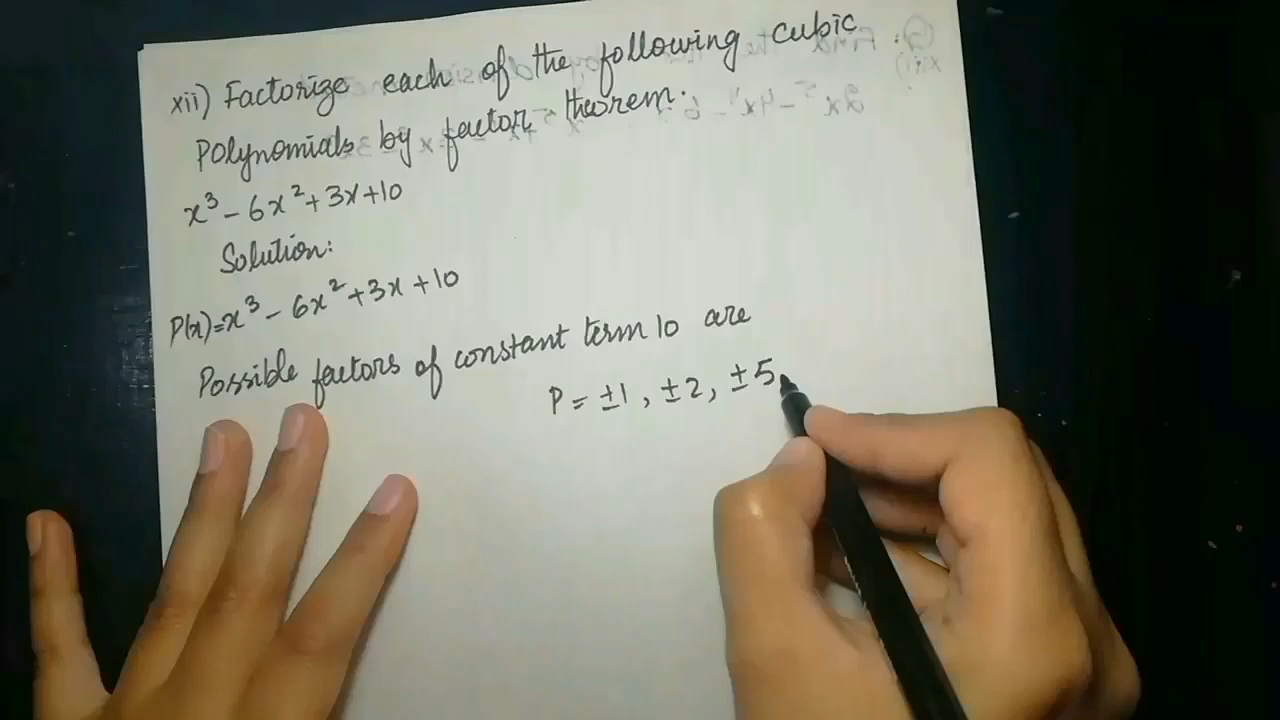 xii) Factorize each of the following cubic
Polynomials by factor theorem.
x³ - 6x² + 3x + 10
Solution:
P(x) = x³ - 6x² + 3x + 10
Possible factors of constant term 10 are
P = ±1, ±2, ±5